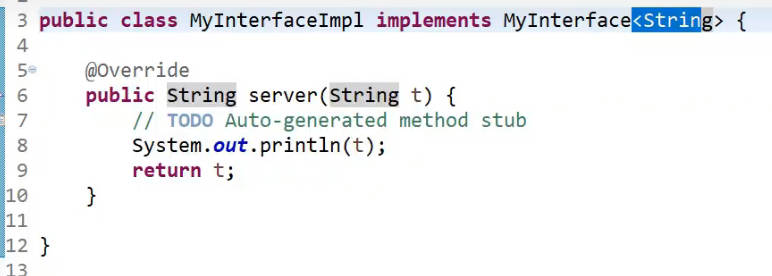 3 public class MyInterfaceImpl implements MyInterface<String> {
4
5 @Override
6 public String server(String t) {
7 // TODO Auto-generated method stub
8 System.out.println(t);
9 return t;
10 }
11
12 }
13